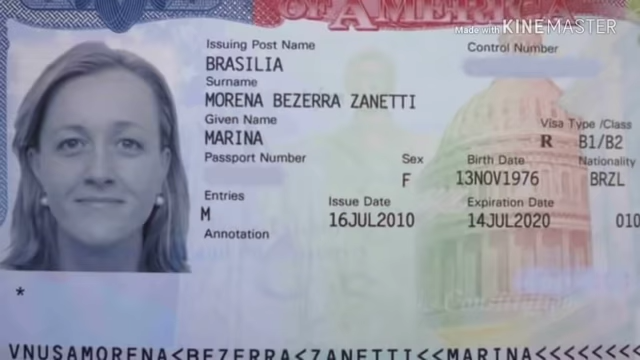 OF AMERICA
Made with KINEMASTER
Issuing Post Name
Control Number
BRASILIA
Surname
MORENA BEZERRA ZANETTI
Given Name
Visa Type /Class
MARINA
R B1/B2
Passport Number
Sex
Birth Date
Nationality
F
13NOV1976
BRZL
Entries
Issue Date
Expiration Date
M
16JUL2010
14JUL2020
010
Annotation
*
VNUSAMORENA<BEZERRA<ZANETTI<<MARINA<<<<<<<